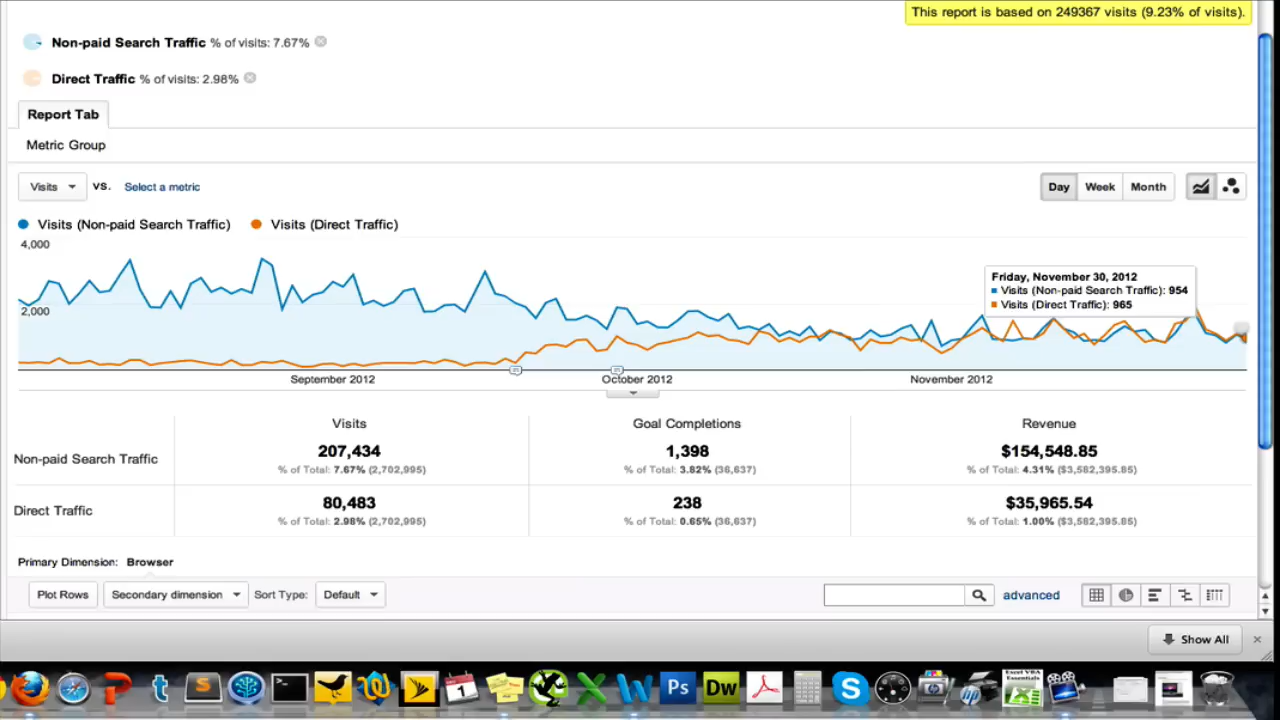 This report is based on 249367 visits (9.23% of visits).
Non-paid Search Traffic % of visits: 7.67%
Direct Traffic % of visits: 2.98%
Report Tab
Metric Group
Visits VS. Select a metric Day Week Month
Visits (Non-paid Search Traffic) Visits (Direct Traffic)
4,000
2,000
Friday, November 30, 2012
Visits (Non-paid Search Traffic): 954
Visits (Direct Traffic): 965
September 2012 October 2012 November 2012
Visits Goal Completions Revenue
Non-paid Search Traffic 207,434 1,398 $154,548.85
% of Total: 7.67% (2,702,995) % of Total: 3.82% (36,637) % of Total: 4.31% ($3,582,395.85)
Direct Traffic 80,483 238 $35,965.54
% of Total: 2.98% (2,702,995) % of Total: 0.65% (36,637) % of Total: 1.00% ($3,582,395.85)
Primary Dimension: Browser
Plot Rows Secondary dimension Sort Type: Default advanced
Show All
Ps Dw
Excel VBA
Essentials